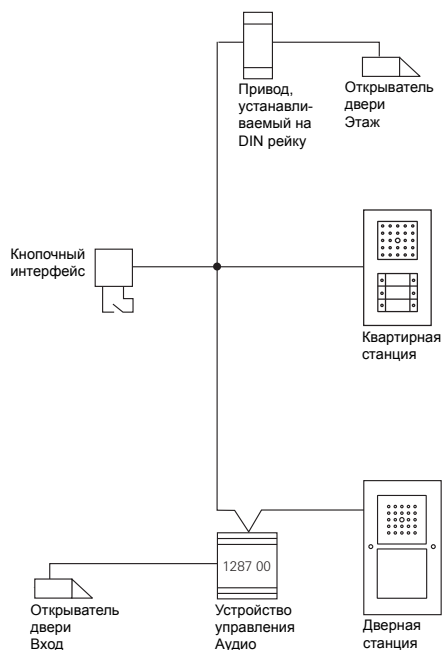 Привод,
устанавли-
ваемый на
DIN рейку
Открыватель
двери
Этаж
Кнопочный
интерфейс
Квартирная
станция
1287 00
Открыватель
двери
Вход
Устройство
управления
Аудио
Дверная
станция